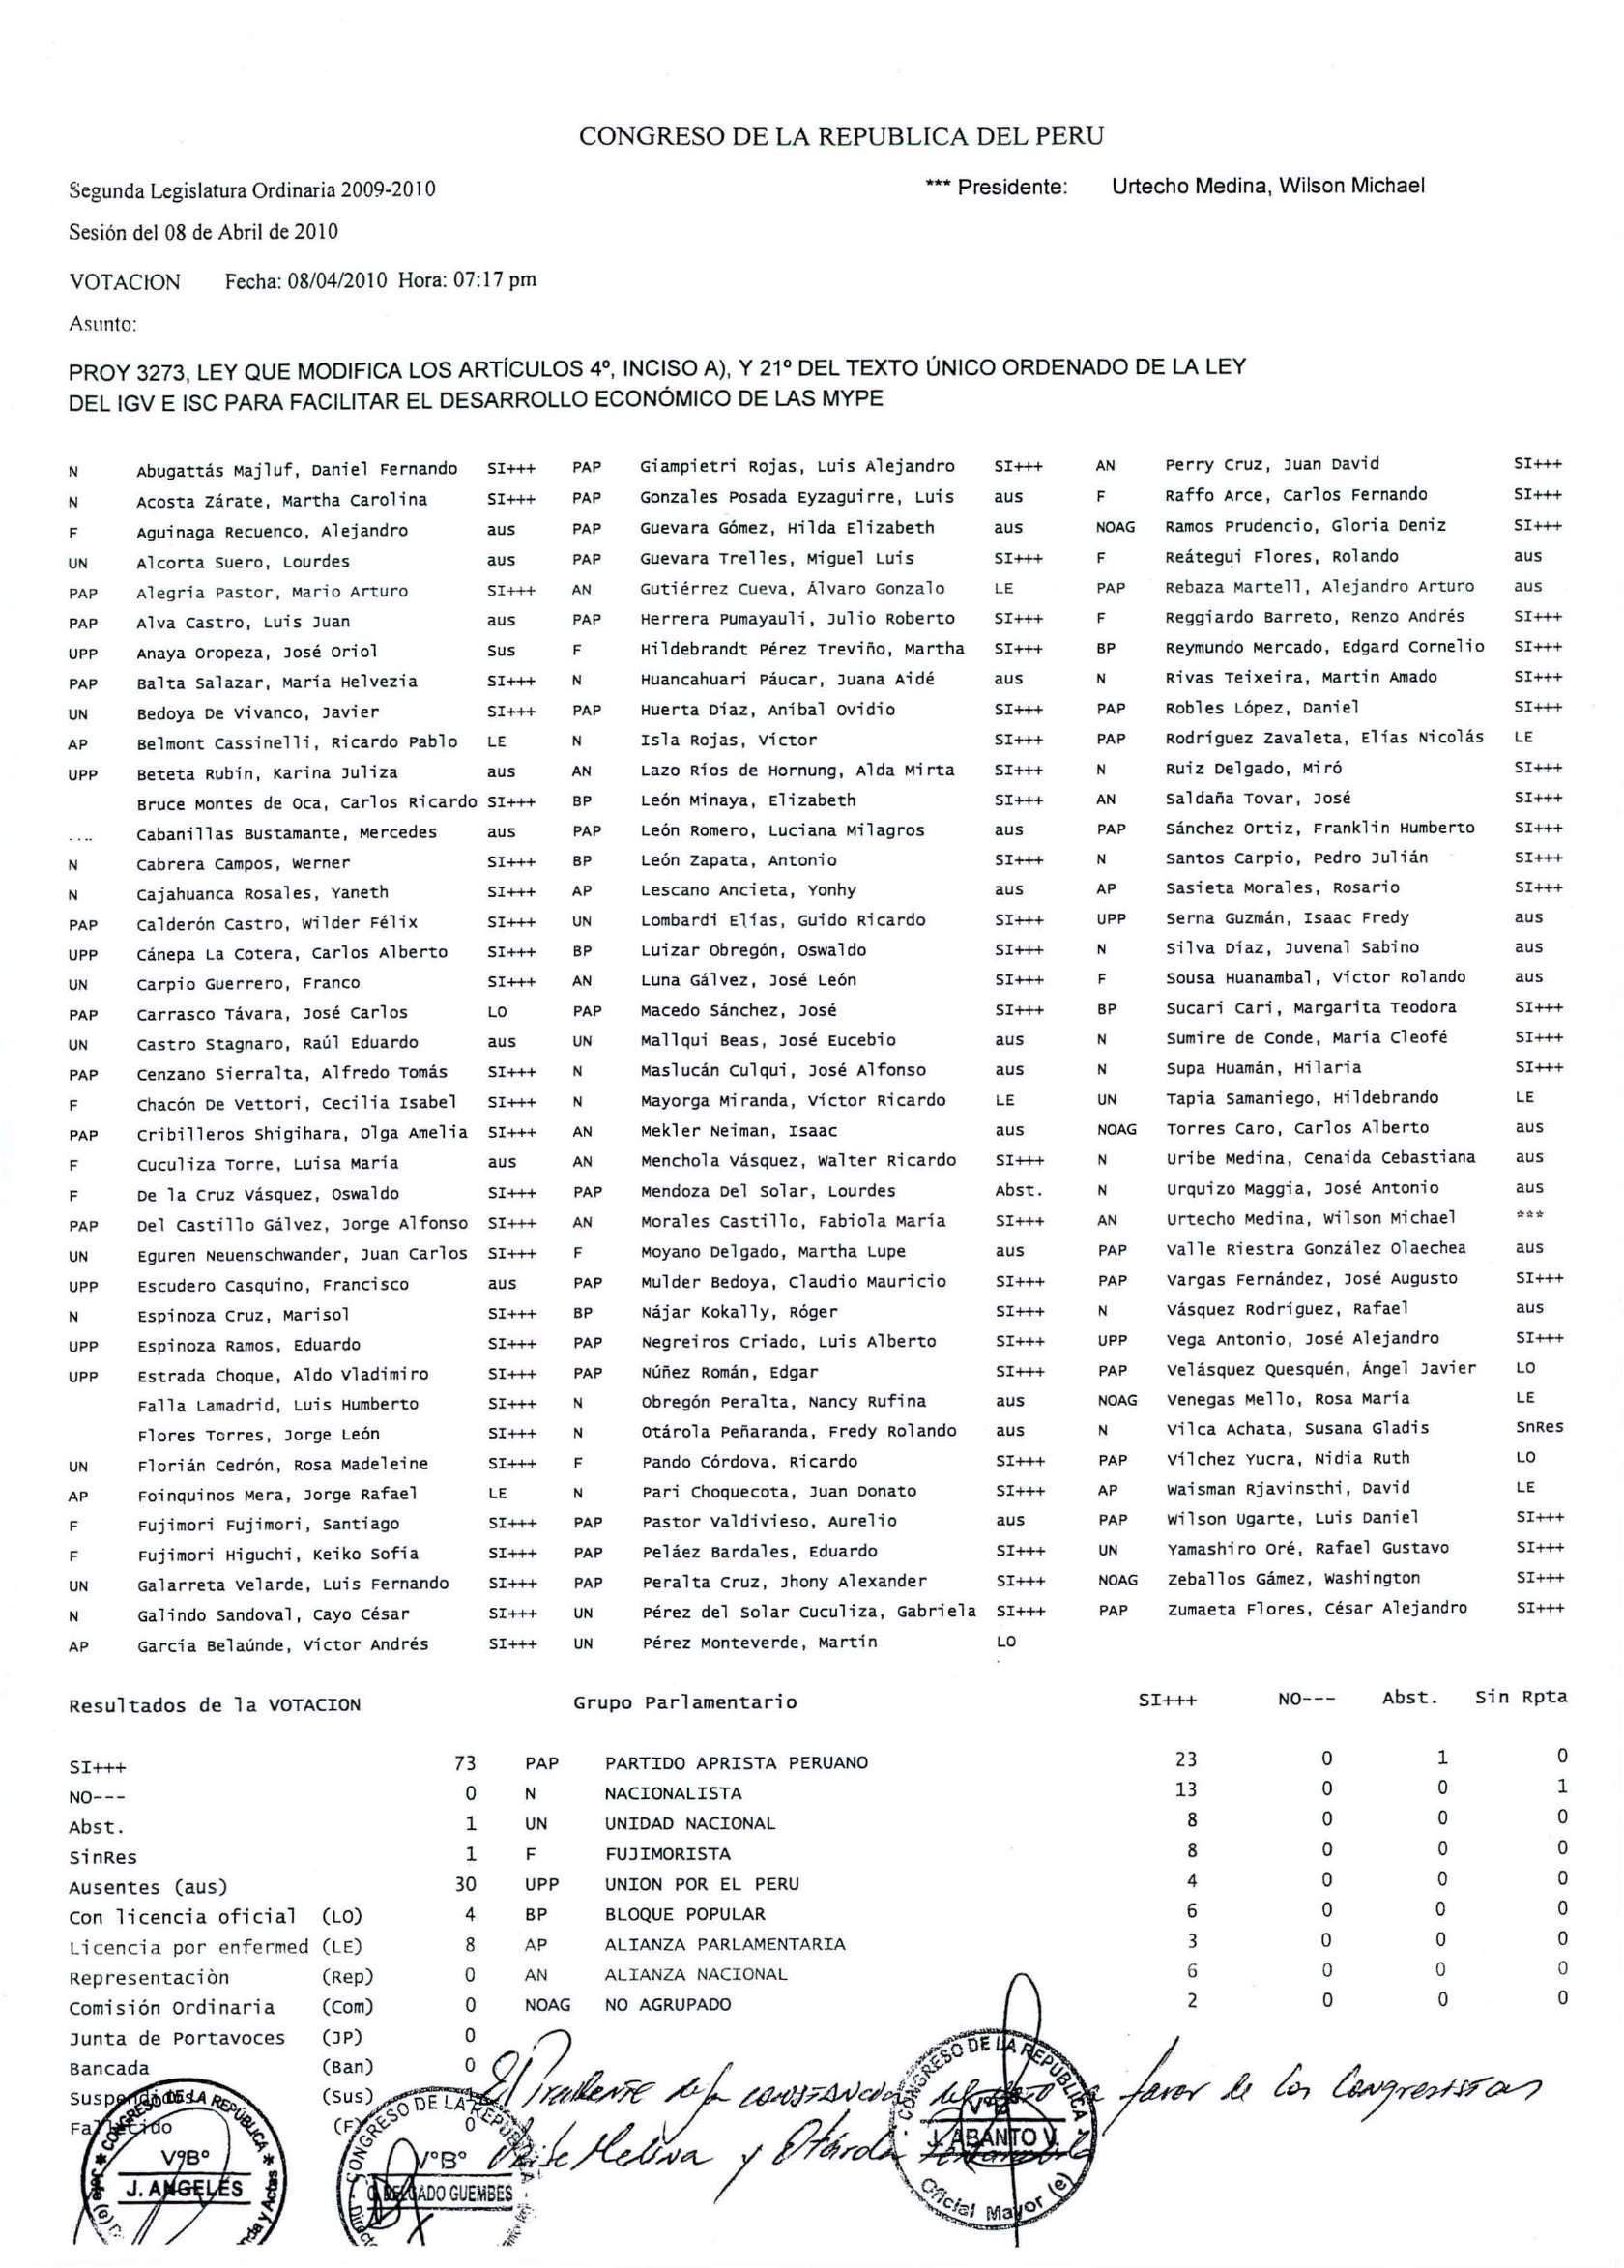 CONGRESO DE LA REPUBLICA DEL PERU
Segunda Legislatura Ordinaria 2009-2010 *** Presidente: Urtecho Medina, Wilson Michael
Sesión del 08 de Abril de 2010
VOTACION Fecha: 08/04/2010 Hora: 07:17 pm
Asunto:
PROY 3273, LEY QUE MODIFICA LOS ARTÍCULOS 4º, INCISO A), Y 21º DEL TEXTO ÚNICO ORDENADO DE LA LEY
DEL IGV E ISC PARA FACILITAR EL DESARROLLO ECONÓMICO DE LAS MYPE
N Abugattás Majluf, Daniel Fernando SI+++ PAP Giampietri Rojas, Luis Alejandro SI+++ AN Perry Cruz, Juan David SI+++
N Acosta Zárate, Martha Carolina SI+++ PAP Gonzales Posada Eyzaguirre, Luis aus F Raffo Arce, Carlos Fernando SI+++
F Aguinaga Recuenco, Alejandro aus PAP Guevara Gómez, Hilda Elizabeth aus NOAG Ramos Prudencio, Gloria Deniz SI+++
UN Alcorta Suero, Lourdes aus PAP Guevara Trelles, Miguel Luis SI+++ F Reátegui Flores, Rolando aus
PAP Alegría Pastor, Mario Arturo SI+++ AN Gutiérrez Cueva, Álvaro Gonzalo LE PAP Rebaza Martell, Alejandro Arturo aus
PAP Alva Castro, Luis Juan aus PAP Herrera Pumayauli, Julio Roberto SI+++ F Reggiardo Barreto, Renzo Andrés SI+++
UPP Anaya Oropeza, José Oriol Sus F Hildebrandt Pérez Treviño, Martha SI+++ BP Reymundo Mercado, Edgard Cornelio SI+++
PAP Balta Salazar, María Helvezia SI+++ N Huancahuari Páucar, Juana Aidé aus N Rivas Teixeira, Martin Amado SI+++
UN Bedoya De Vivanco, Javier SI+++ PAP Huerta Díaz, Aníbal Ovidio SI+++ PAP Robles López, Daniel SI+++
AP Belmont Cassinelli, Ricardo Pablo LE N Isla Rojas, Víctor SI+++ PAP Rodríguez Zavaleta, Elías Nicolás LE
UPP Beteta Rubín, Karina Juliza aus AN Lazo Ríos de Hornung, Alda Mirta SI+++ N Ruiz Delgado, Miró SI+++
Bruce Montes de Oca, Carlos Ricardo SI+++ BP León Minaya, Elizabeth SI+++ AN Saldaña Tovar, José SI+++
.... Cabanillas Bustamante, Mercedes aus PAP León Romero, Luciana Milagros aus PAP Sánchez Ortiz, Franklin Humberto SI+++
N Cabrera Campos, Werner SI+++ BP León Zapata, Antonio SI+++ N Santos Carpio, Pedro Julián SI+++
N Cajahuanca Rosales, Yaneth SI+++ AP Lescano Ancieta, Yonhy aus AP Sasieta Morales, Rosario SI+++
PAP Calderón Castro, Wilder Félix SI+++ UN Lombardi Elías, Guido Ricardo SI+++ UPP Serna Guzmán, Isaac Fredy aus
UPP Cánepa La Cotera, Carlos Alberto SI+++ BP Luizar Obregón, Oswaldo SI+++ N Silva Díaz, Juvenal Sabino aus
UN Carpio Guerrero, Franco SI+++ AN Luna Gálvez, José León SI+++ F Sousa Huanambal, Víctor Rolando aus
PAP Carrasco Távara, José Carlos LO PAP Macedo Sánchez, José SI+++ BP Sucari Cari, Margarita Teodora SI+++
UN Castro Stagnaro, Raúl Eduardo aus UN Mallqui Beas, José Eucebio aus N Sumire de Conde, María Cleofé SI+++
PAP Cenzano Sierralta, Alfredo Tomás SI+++ N Maslucán Culqui, José Alfonso aus N Supa Huamán, Hilaria SI+++
F Chacón De Vettori, Cecilia Isabel SI+++ N Mayorga Miranda, Víctor Ricardo LE UN Tapia Samaniego, Hildebrando LE
PAP Cribilleros Shigihara, Olga Amelia SI+++ AN Mekler Neiman, Isaac aus NOAG Torres Caro, Carlos Alberto aus
F Cuculiza Torre, Luisa María aus AN Menchola Vásquez, Walter Ricardo SI+++ N Uribe Medina, Cenaida Cebastiana aus
F De la Cruz Vásquez, Oswaldo SI+++ PAP Mendoza Del Solar, Lourdes Abst. N Urquizo Maggia, José Antonio aus
PAP Del Castillo Gálvez, Jorge Alfonso SI+++ AN Morales Castillo, Fabiola María SI+++ AN Urtecho Medina, Wilson Michael ***
UN Eguren Neuenschwander, Juan Carlos SI+++ F Moyano Delgado, Martha Lupe aus PAP Valle Riestra González Olaechea aus
UPP Escudero Casquino, Francisco aus PAP Mulder Bedoya, Claudio Mauricio SI+++ PAP Vargas Fernández, José Augusto SI+++
N Espinoza Cruz, Marisol SI+++ BP Nájar Kokally, Róger SI+++ N Vásquez Rodríguez, Rafael aus
UPP Espinoza Ramos, Eduardo SI+++ PAP Negreiros Criado, Luis Alberto SI+++ UPP Vega Antonio, José Alejandro SI+++
UPP Estrada Choque, Aldo Vladimiro SI+++ PAP Núñez Román, Edgar SI+++ PAP Velásquez Quesquén, Ángel Javier LO
Falla Lamadrid, Luis Humberto SI+++ N Obregón Peralta, Nancy Rufina aus NOAG Venegas Mello, Rosa María LE
Flores Torres, Jorge León SI+++ N Otárola Peñaranda, Fredy Rolando aus N Vilca Achata, Susana Gladis SnRes
UN Florián Cedrón, Rosa Madeleine SI+++ F Pando Córdova, Ricardo SI+++ PAP Vílchez Yucra, Nidia Ruth LO
AP Foinquinos Mera, Jorge Rafael LE N Pari Choquecota, Juan Donato SI+++ AP Waisman Rjavinsthi, David LE
F Fujimori Fujimori, Santiago SI+++ PAP Pastor Valdivieso, Aurelio aus PAP Wilson Ugarte, Luis Daniel SI+++
F Fujimori Higuchi, Keiko Sofía SI+++ PAP Peláez Bardales, Eduardo SI+++ UN Yamashiro Oré, Rafael Gustavo SI+++
UN Galarreta Velarde, Luis Fernando SI+++ PAP Peralta Cruz, Jhony Alexander SI+++ NOAG Zeballos Gámez, Washington SI+++
N Galindo Sandoval, Cayo César SI+++ UN Pérez del Solar Cuculiza, Gabriela SI+++ PAP Zumaeta Flores, César Alejandro SI+++
AP García Belaúnde, Víctor Andrés SI+++ UN Pérez Monteverde, Martín LO
Resultados de la VOTACION Grupo Parlamentario SI+++ NO--- Abst. Sin Rpta
SI+++ 73 PAP PARTIDO APRISTA PERUANO 23 0 1 0
NO--- 0 N NACIONALISTA 13 0 0 1
Abst. 1 UN UNIDAD NACIONAL 8 0 0 0
SinRes 1 F FUJIMORISTA 8 0 0 0
Ausentes (aus) 30 UPP UNION POR EL PERU 4 0 0 0
Con licencia oficial (LO) 4 BP BLOQUE POPULAR 6 0 0 0
Licencia por enfermed (LE) 8 AP ALIANZA PARLAMENTARIA 3 0 0 0
Representaciòn (Rep) 0 AN ALIANZA NACIONAL 6 0 0 0
Comisión Ordinaria (Com) 0 NOAG NO AGRUPADO 2 0 0 0
Junta de Portavoces (JP) 0
Bancada (Ban) 0
Suspendidos (Sus)
Fallecido (F) 0
El Presidente deja constancia del voto a favor de los Congresistas
Medina y Otárola
CONGRESO DE LA REPÚBLICA
VºBº
J. ANGELES
CONGRESO DE LA REPÚBLICA
VºBº
DELGADO GUEMBES
CONGRESO DE LA REPUBLICA
VºBº
J. ABANTO V.
Oficial Mayor (e)